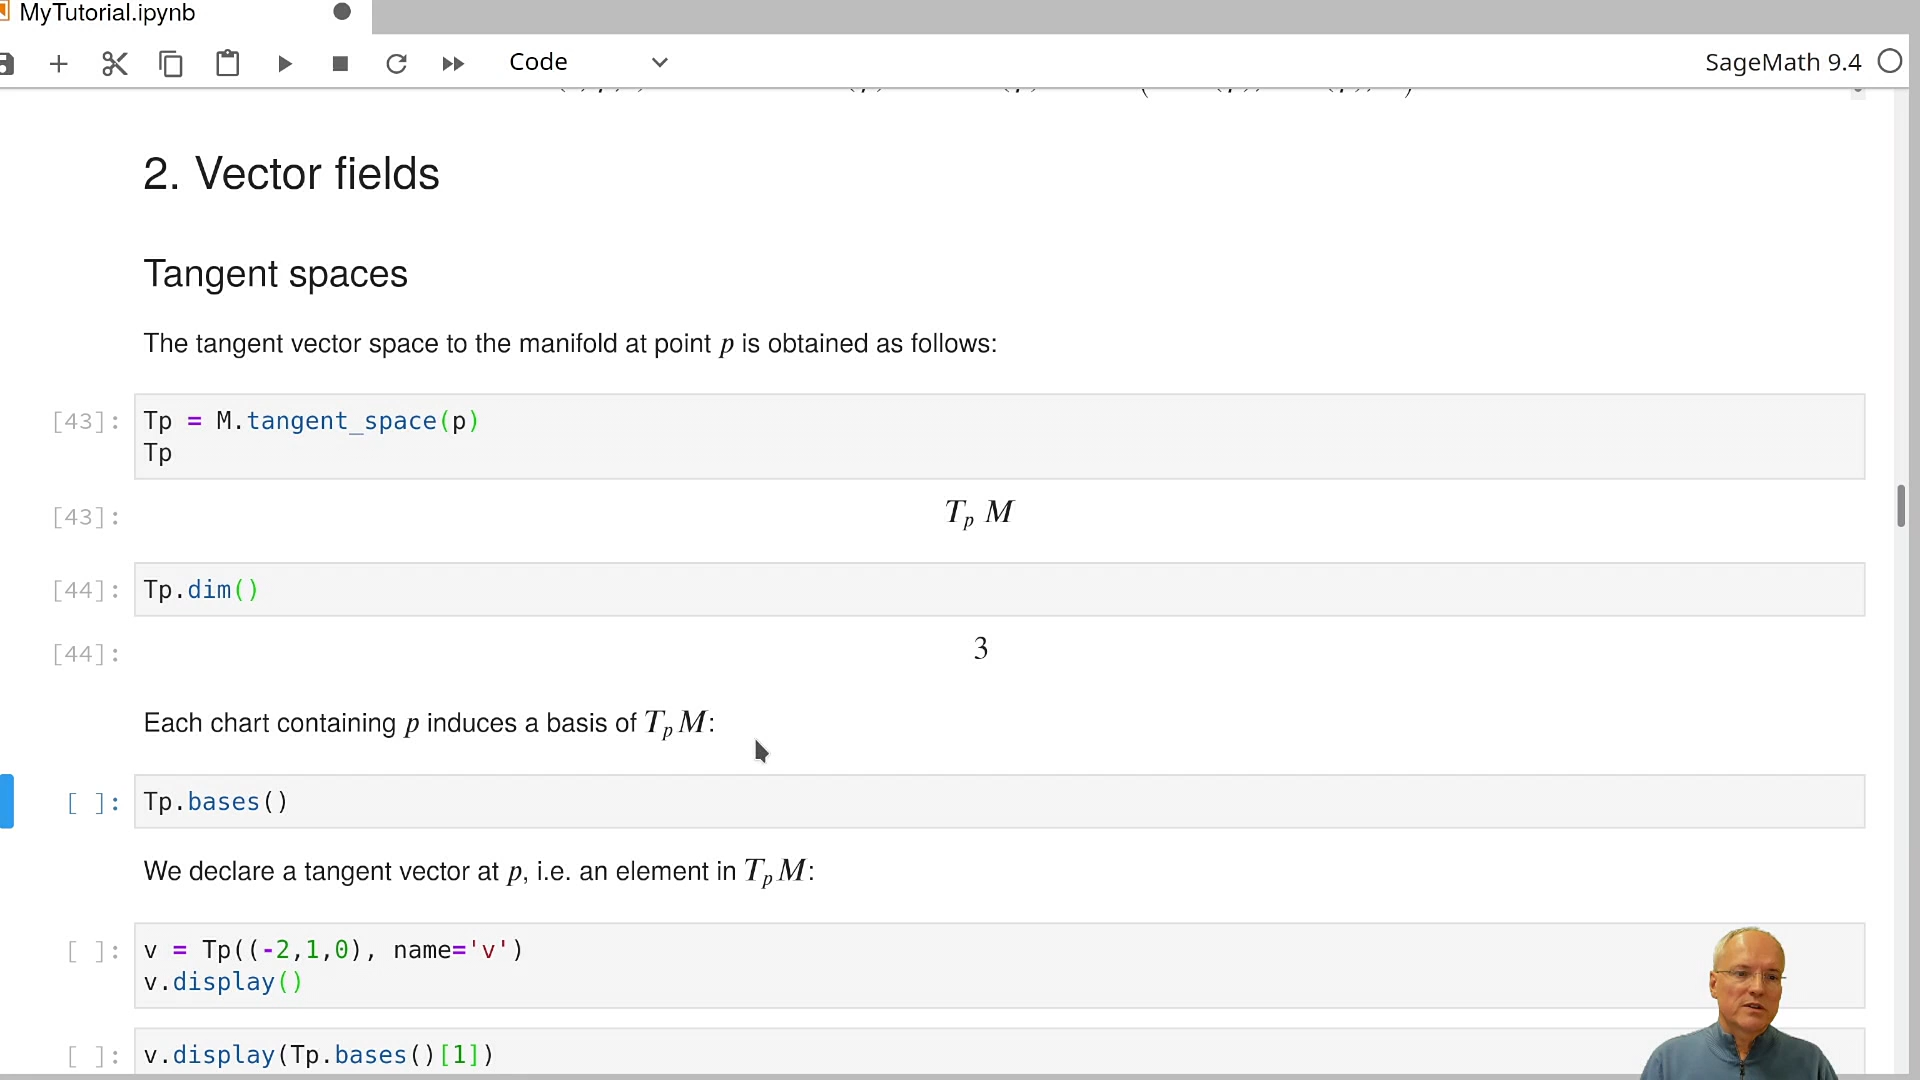 MyTutorial.ipynb
Code
SageMath 9.4
2. Vector fields
Tangent spaces
The tangent vector space to the manifold at point p is obtained as follows:
[43]: Tp = M.tangent_space(p)
Tp
[43]: T_p M
[44]: Tp.dim()
[44]: 3
Each chart containing p induces a basis of T_p M:
[ ]: Tp.bases()
We declare a tangent vector at p, i.e. an element in T_p M:
[ ]: v = Tp((-2,1,0), name='v')
v.display()
[ ]: v.display(Tp.bases()[1])